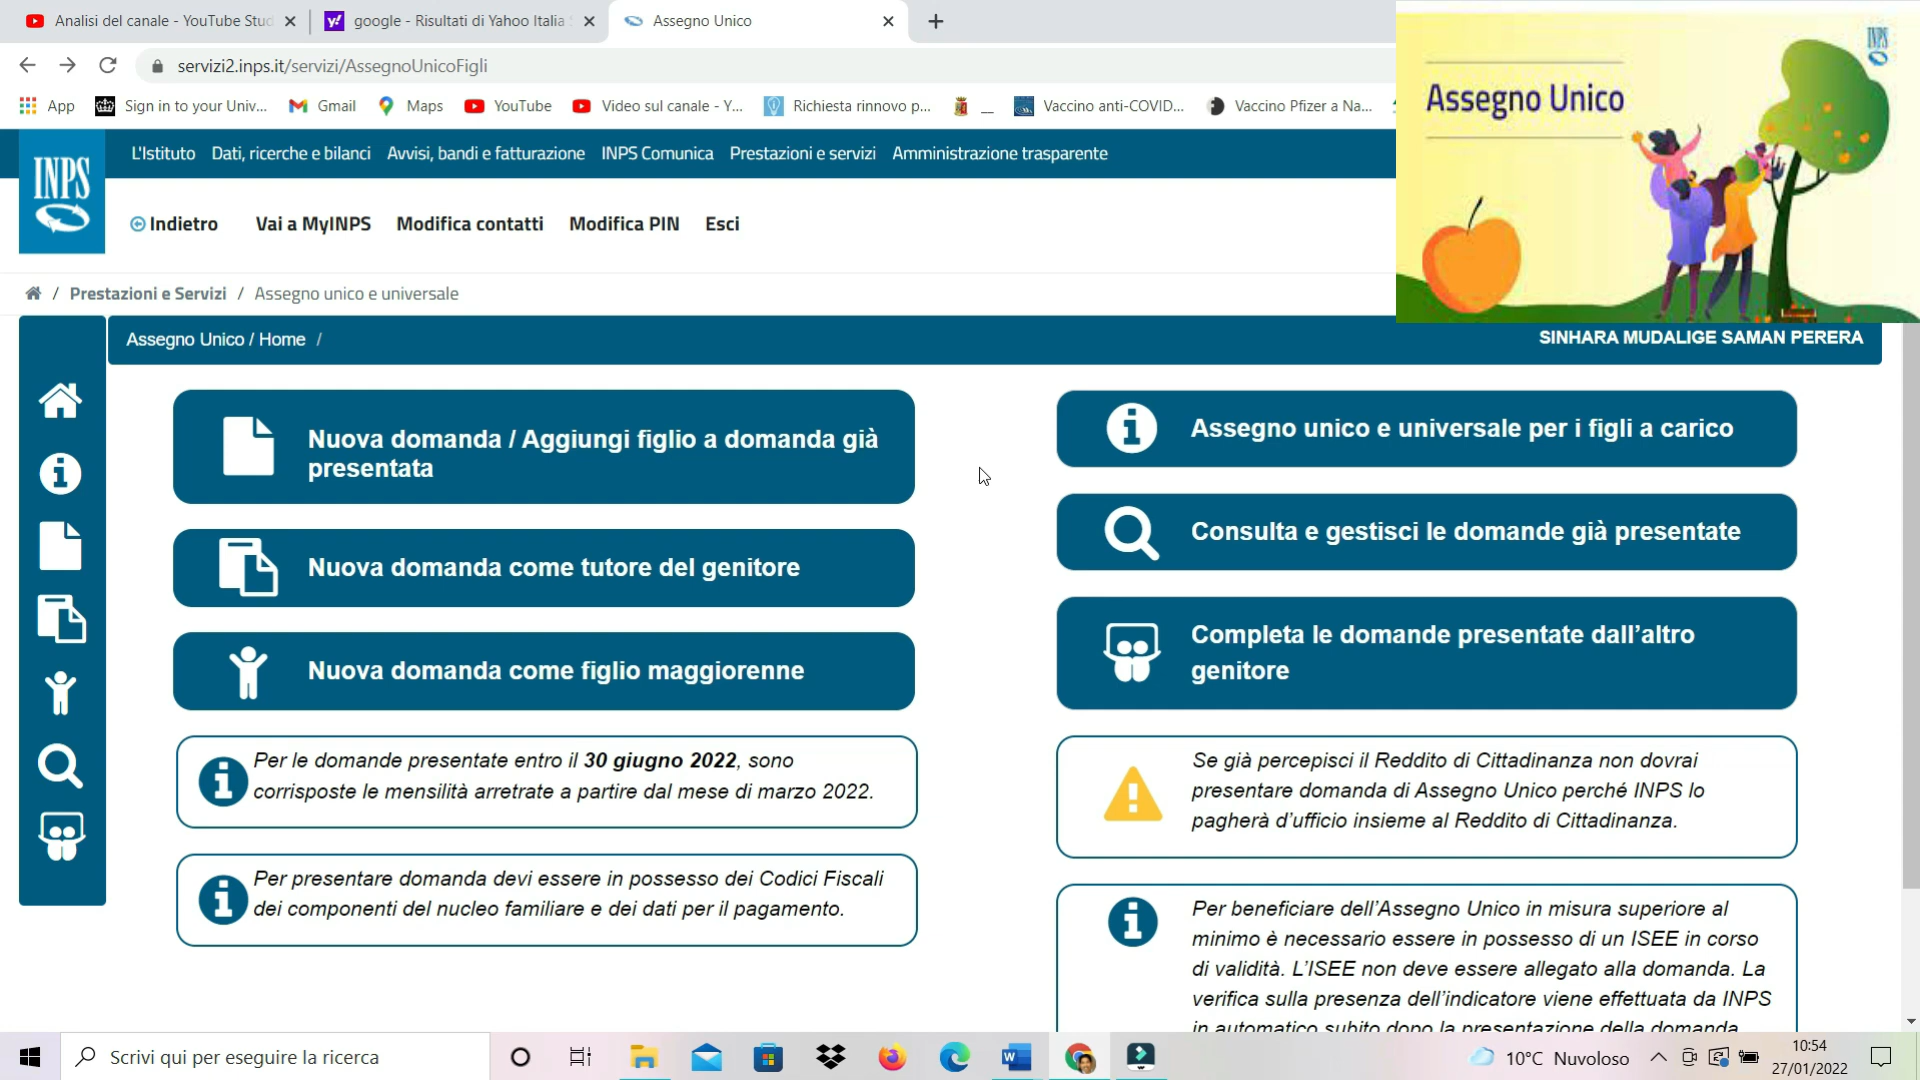 Analisi del canale - YouTube Stud
google - Risultati di Yahoo Italia S
Assegno Unico
servizi2.inps.it/servizi/AssegnoUnicoFigli
App
Sign in to your Univ...
Gmail
Maps
YouTube
Video sul canale - Y...
Richiesta rinnovo p...
Vaccino anti-COVID...
Vaccino Pfizer a Na...
Assegno Unico
INPS
INPS
L'Istituto
Dati, ricerche e bilanci
Avvisi, bandi e fatturazione
INPS Comunica
Prestazioni e servizi
Amministrazione trasparente
Indietro
Vai a MyINPS
Modifica contatti
Modifica PIN
Esci
/ Prestazioni e Servizi / Assegno unico e universale
Assegno Unico / Home /
SINHARA MUDALIGE SAMAN PERERA
Nuova domanda / Aggiungi figlio a domanda già
presentata
Nuova domanda come tutore del genitore
Nuova domanda come figlio maggiorenne
Per le domande presentate entro il 30 giugno 2022, sono
corrisposte le mensilità arretrate a partire dal mese di marzo 2022.
Per presentare domanda devi essere in possesso dei Codici Fiscali
dei componenti del nucleo familiare e dei dati per il pagamento.
Assegno unico e universale per i figli a carico
Consulta e gestisci le domande già presentate
Completa le domande presentate dall’altro
genitore
Se già percepisci il Reddito di Cittadinanza non dovrai
presentare domanda di Assegno Unico perché INPS lo
pagherà d’ufficio insieme al Reddito di Cittadinanza.
Per beneficiare dell’Assegno Unico in misura superiore al
minimo è necessario essere in possesso di un ISEE in corso
di validità. L’ISEE non deve essere allegato alla domanda. La
verifica sulla presenza dell’indicatore viene effettuata da INPS
in automatico subito dopo la presentazione della domanda
Scrivi qui per eseguire la ricerca
10°C Nuvoloso
10:54
27/01/2022